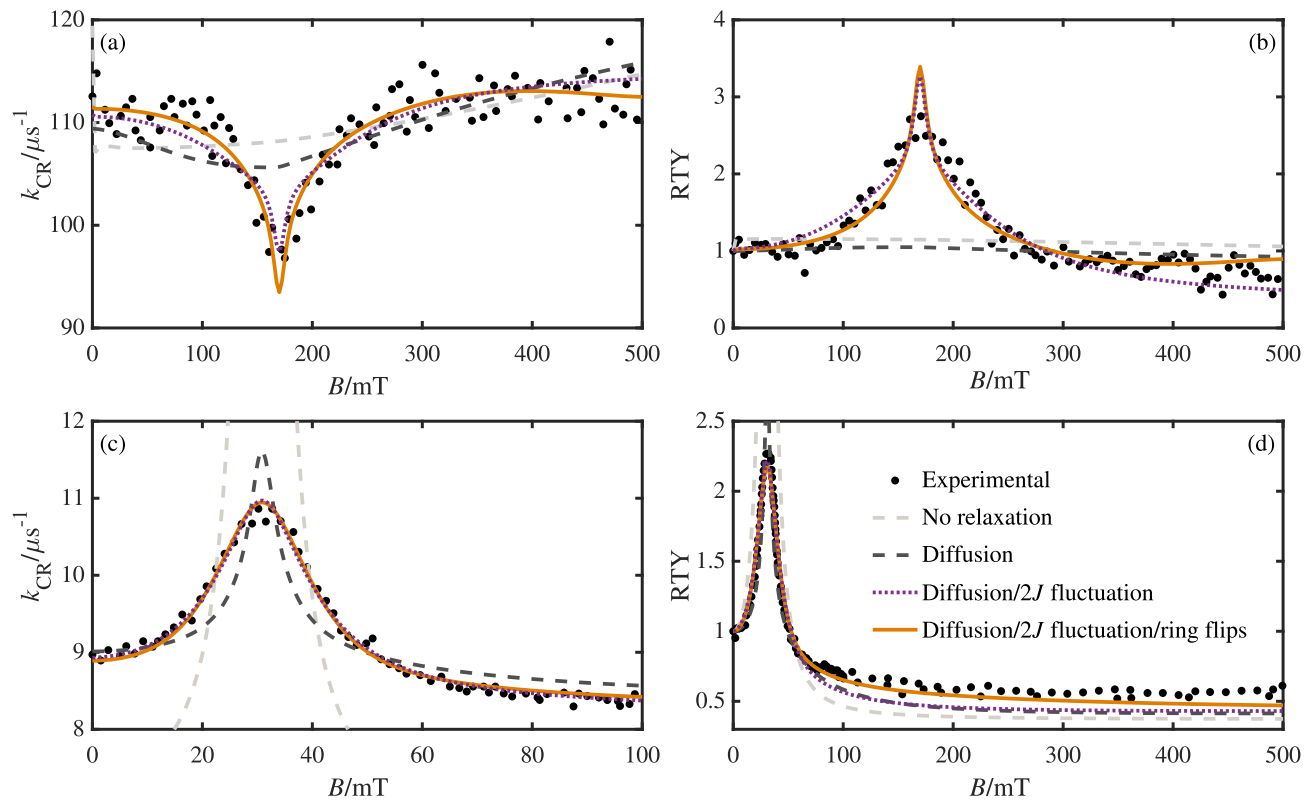 120
110
100
90
k_CR/μs⁻¹
(a)
0 100 200 300 400 500
B/mT
4
3
2
1
0
RTY
(b)
0 100 200 300 400 500
B/mT
12
11
10
9
8
k_CR/μs⁻¹
(c)
0 20 40 60 80 100
B/mT
2.5
2
1.5
1
0.5
RTY
(d)
Experimental
No relaxation
Diffusion
Diffusion/2J fluctuation
Diffusion/2J fluctuation/ring flips
0 100 200 300 400 500
B/mT